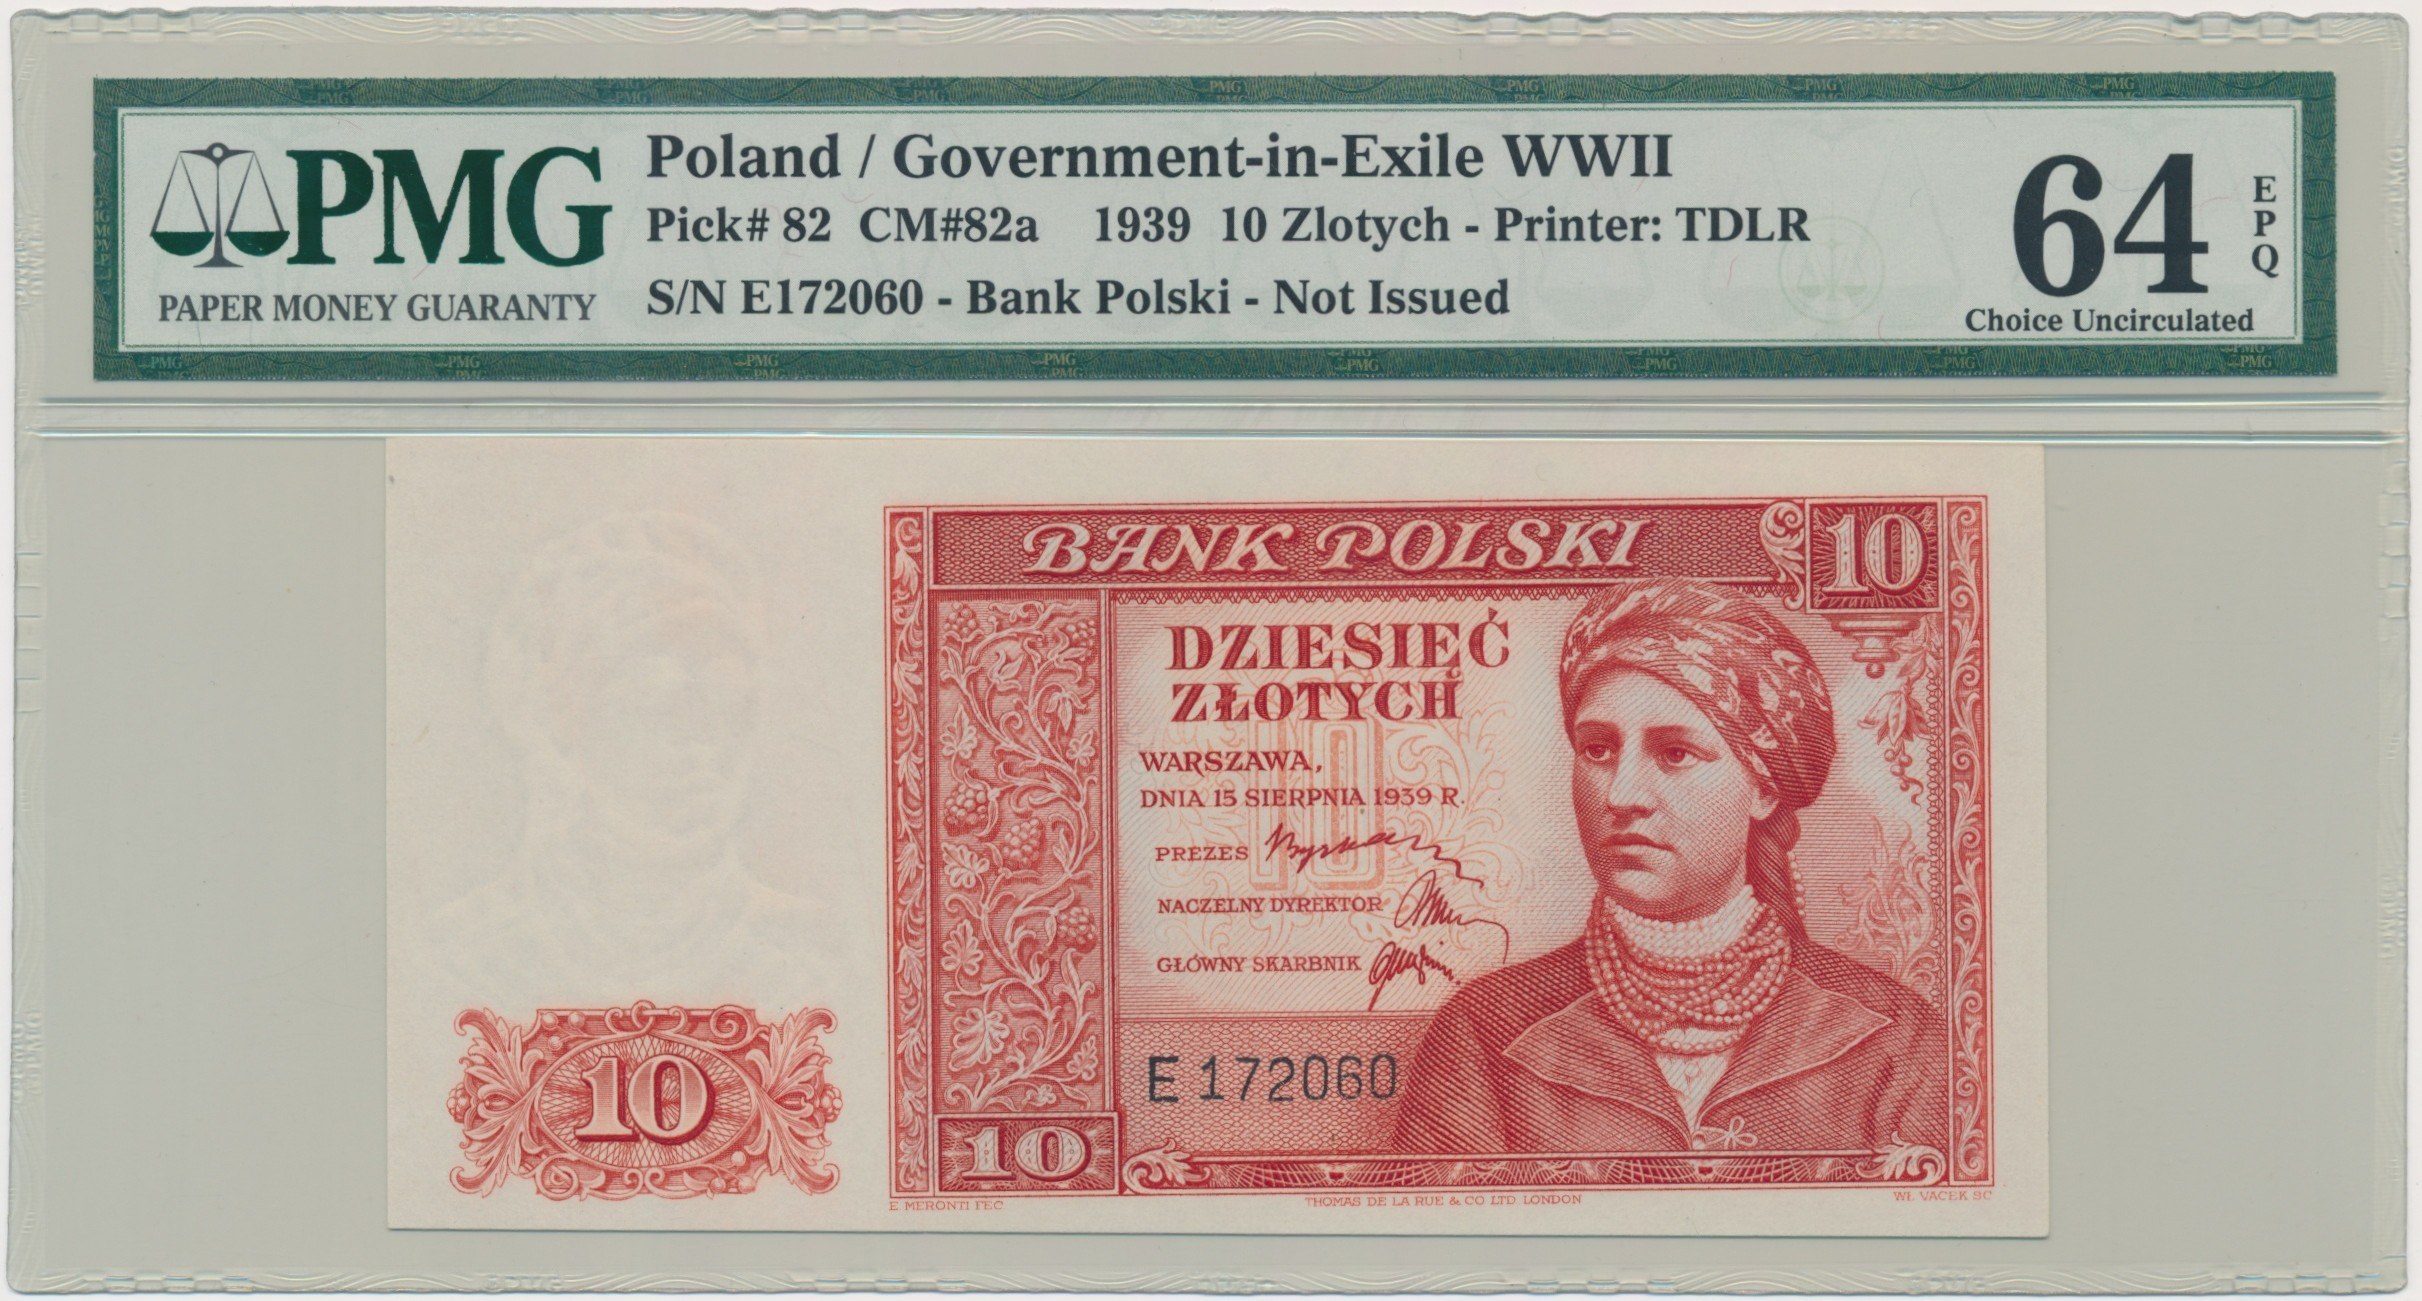 PMG
PAPER MONEY GUARANTY
Poland / Government-in-Exile WWII
Pick# 82 CM#82a 1939 10 Zlotych - Printer: TDLR
S/N E172060 - Bank Polski - Not Issued
64
EPQ
Choice Uncirculated
BANK POLSKI
10
DZIESIĘĆ
ZŁOTYCH
WARSZAWA,
DNIA 15 SIERPNIA 1939 R.
PREZES
NACZELNY DYREKTOR
GŁÓWNY SKARBNIK
E 172060
10
10
E MERONTI FEC.
THOMAS DE LA RUE & CO LTD LONDON
WŁ. VACEK SC